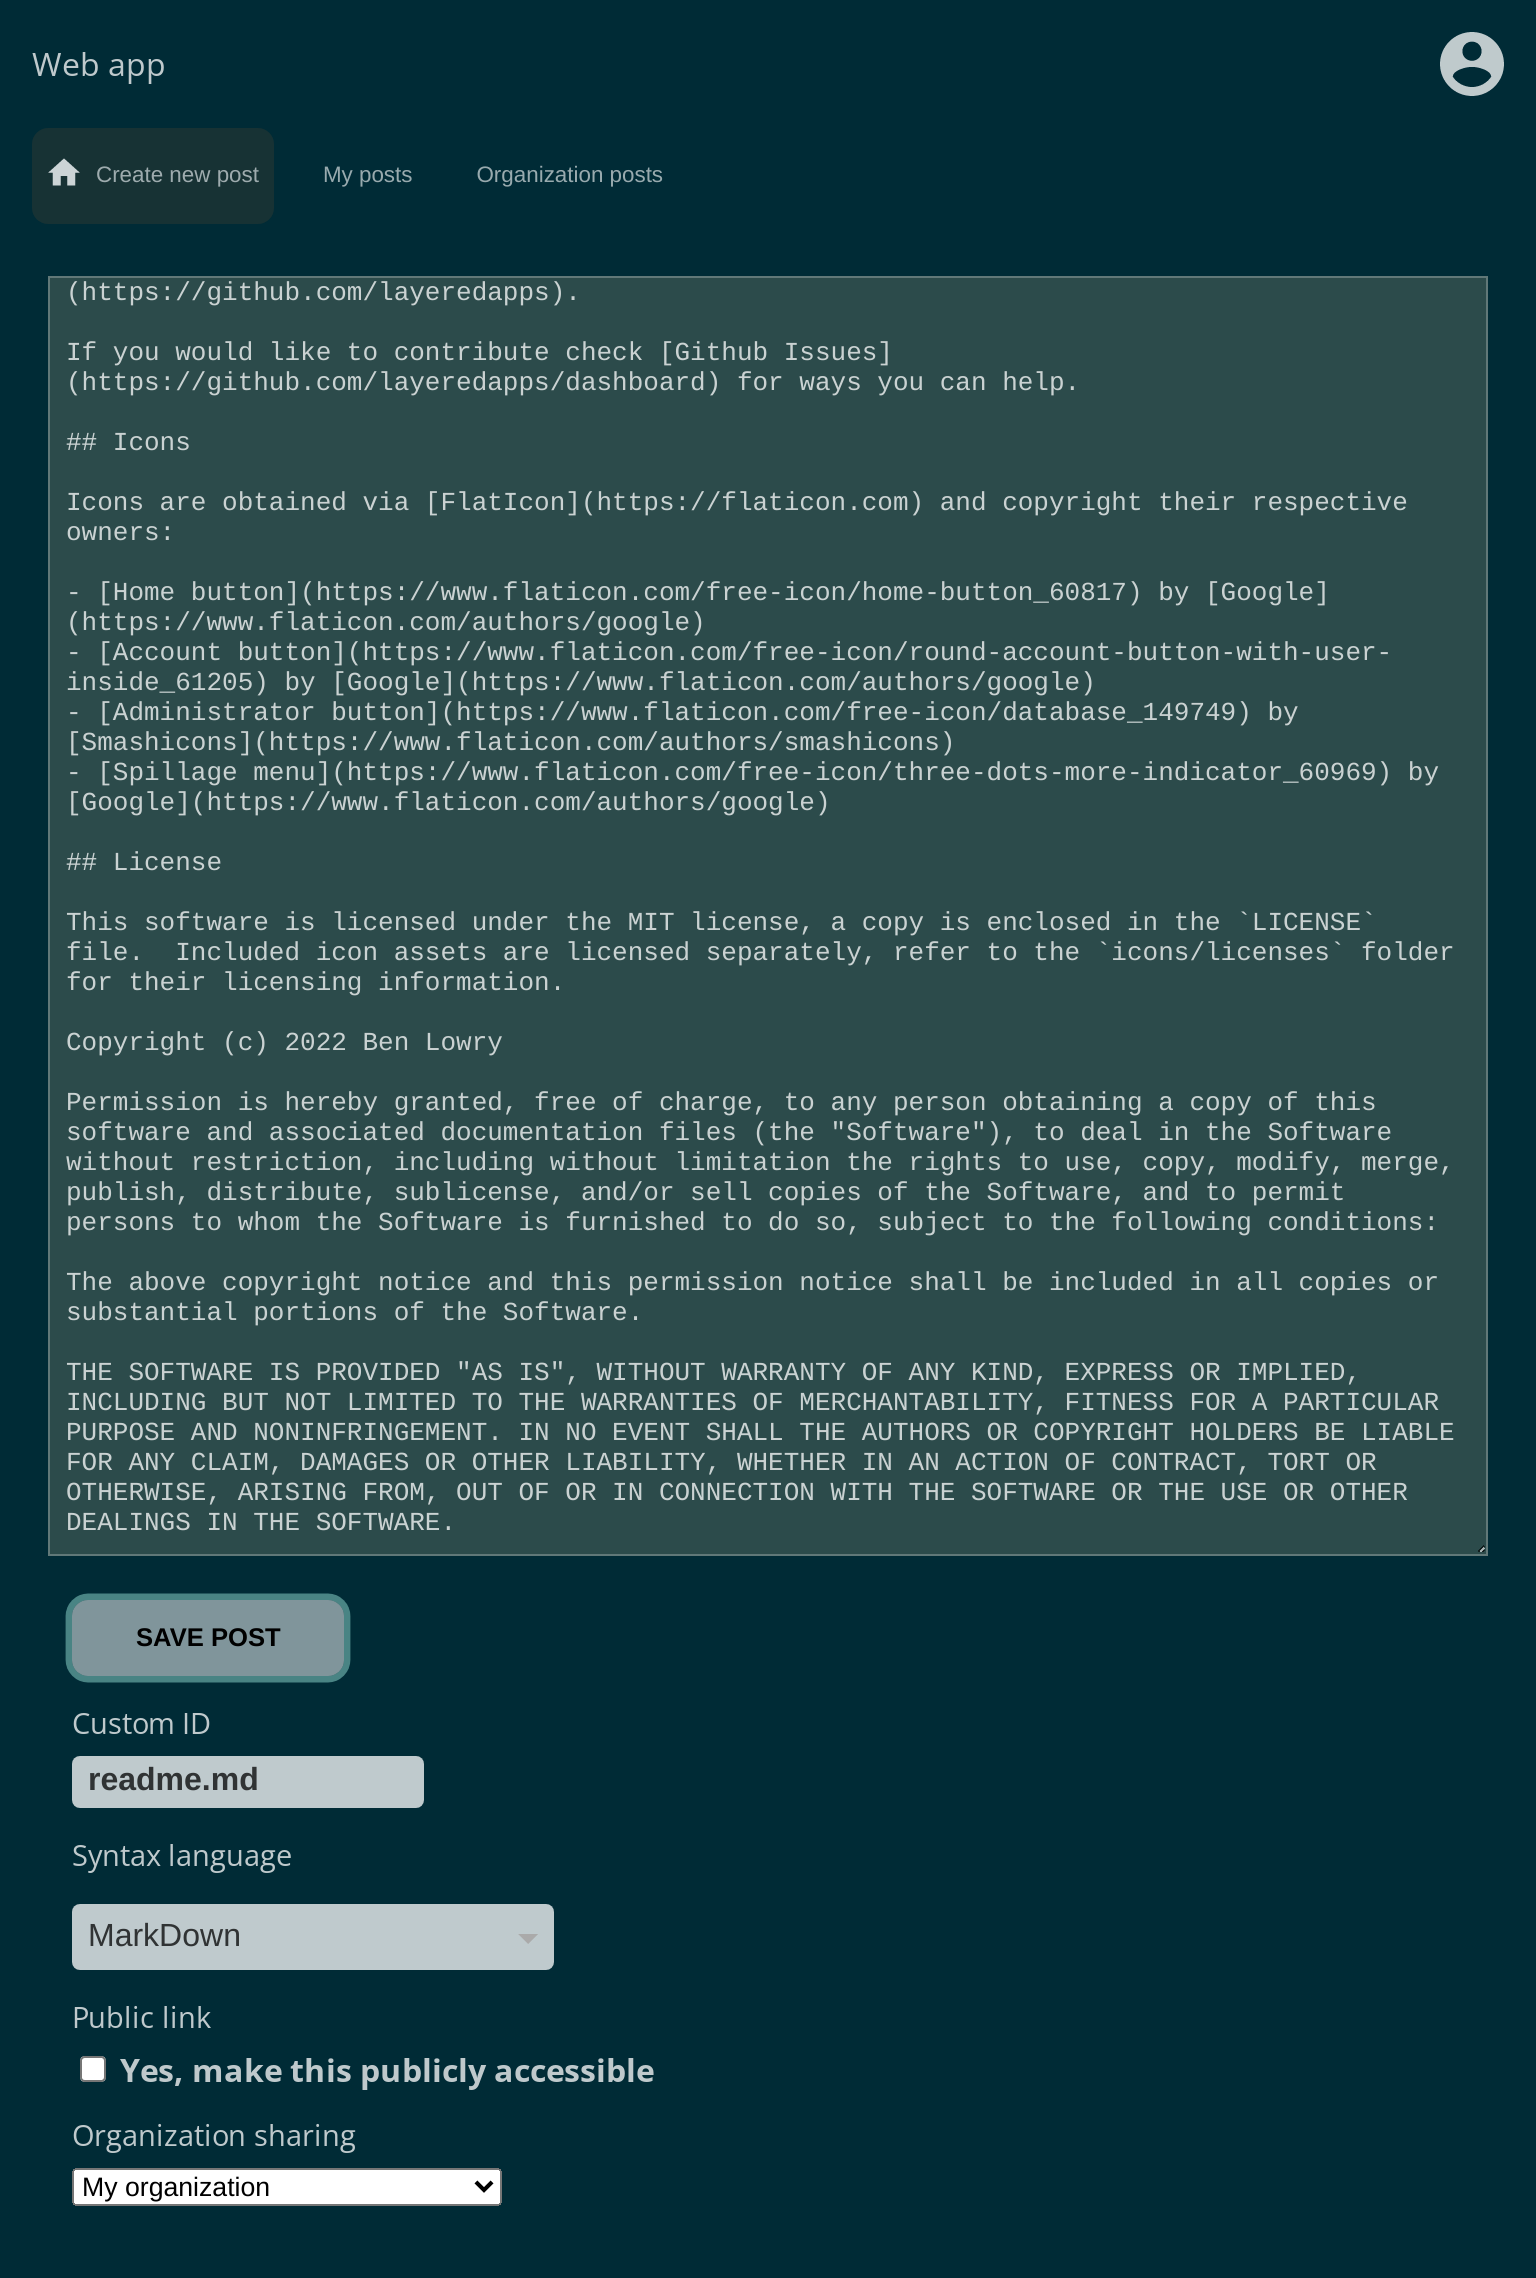 Web app
Create new post
My posts
Organization posts
(https://github.com/layeredapps).
If you would like to contribute check [Github Issues]
(https://github.com/layeredapps/dashboard) for ways you can help.
## Icons
Icons are obtained via [FlatIcon](https://flaticon.com) and copyright their respective
owners:
- [Home button](https://www.flaticon.com/free-icon/home-button_60817) by [Google]
(https://www.flaticon.com/authors/google)
- [Account button](https://www.flaticon.com/free-icon/round-account-button-with-user-
inside_61205) by [Google](https://www.flaticon.com/authors/google)
- [Administrator button](https://www.flaticon.com/free-icon/database_149749) by
[Smashicons](https://www.flaticon.com/authors/smashicons)
- [Spillage menu](https://www.flaticon.com/free-icon/three-dots-more-indicator_60969) by
[Google](https://www.flaticon.com/authors/google)
## License
This software is licensed under the MIT license, a copy is enclosed in the `LICENSE`
file.  Included icon assets are licensed separately, refer to the `icons/licenses` folder
for their licensing information.
Copyright (c) 2022 Ben Lowry
Permission is hereby granted, free of charge, to any person obtaining a copy of this
software and associated documentation files (the "Software"), to deal in the Software
without restriction, including without limitation the rights to use, copy, modify, merge,
publish, distribute, sublicense, and/or sell copies of the Software, and to permit
persons to whom the Software is furnished to do so, subject to the following conditions:
The above copyright notice and this permission notice shall be included in all copies or
substantial portions of the Software.
THE SOFTWARE IS PROVIDED "AS IS", WITHOUT WARRANTY OF ANY KIND, EXPRESS OR IMPLIED,
INCLUDING BUT NOT LIMITED TO THE WARRANTIES OF MERCHANTABILITY, FITNESS FOR A PARTICULAR
PURPOSE AND NONINFRINGEMENT. IN NO EVENT SHALL THE AUTHORS OR COPYRIGHT HOLDERS BE LIABLE
FOR ANY CLAIM, DAMAGES OR OTHER LIABILITY, WHETHER IN AN ACTION OF CONTRACT, TORT OR
OTHERWISE, ARISING FROM, OUT OF OR IN CONNECTION WITH THE SOFTWARE OR THE USE OR OTHER
DEALINGS IN THE SOFTWARE.
SAVE POST
Custom ID
readme.md
Syntax language
MarkDown
Public link
Yes, make this publicly accessible
Organization sharing
My organization